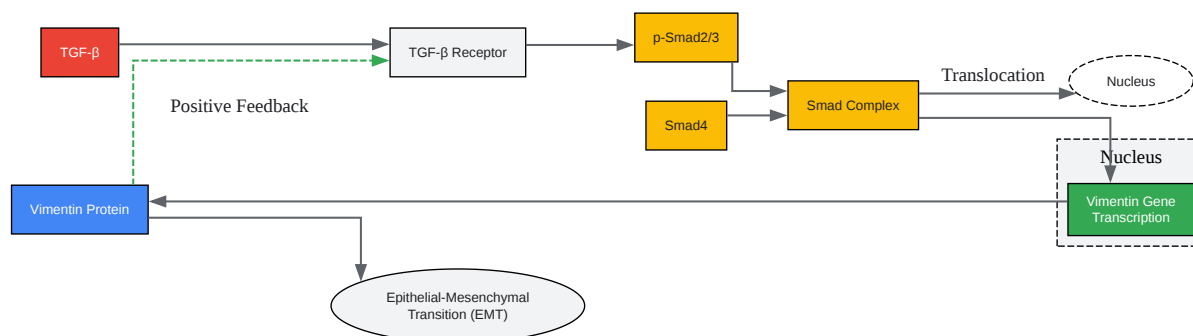 TGF-β
TGF-β Receptor
p-Smad2/3
Smad4
Smad Complex
Translocation
Nucleus
Positive Feedback
Nucleus
Vimentin Protein
Vimentin Gene
Transcription
Epithelial-Mesenchymal
Transition (EMT)